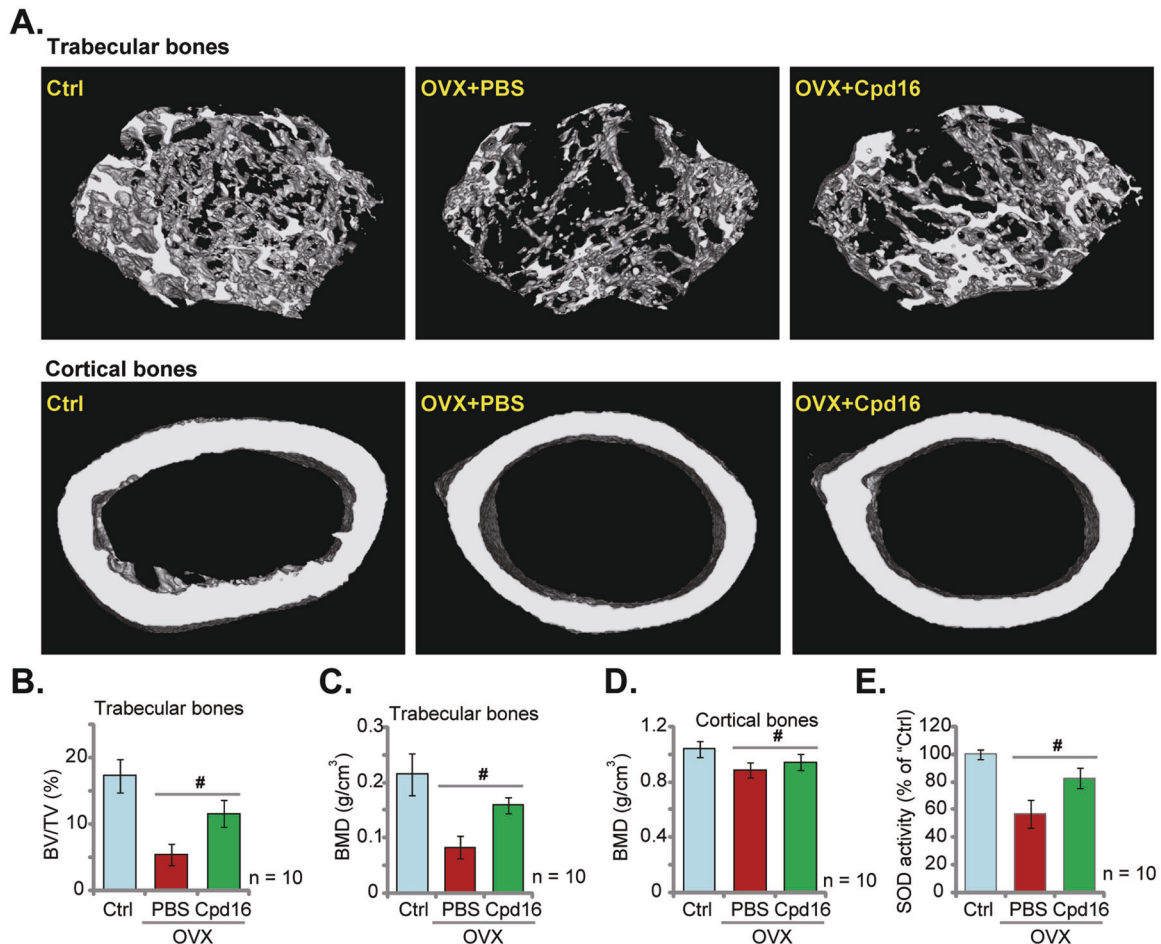 A.
Trabecular bones
Ctrl
OVX+PBS
OVX+Cpd16
Cortical bones
Ctrl
OVX+PBS
OVX+Cpd16
B.
Trabecular bones
BV/TV (%)
20
10
0
#
n = 10
Ctrl
PBS
Cpd16
OVX
C.
Trabecular bones
BMD (g/cm³)
0.3
0.2
0.1
0
#
n = 10
Ctrl
PBS
Cpd16
OVX
D.
Cortical bones
BMD (g/cm³)
1.2
0.8
0.4
0
#
n = 10
Ctrl
PBS
Cpd16
OVX
E.
SOD activity (% of “Ctrl)
120
100
80
60
40
20
0
#
n = 10
Ctrl
PBS
Cpd16
OVX